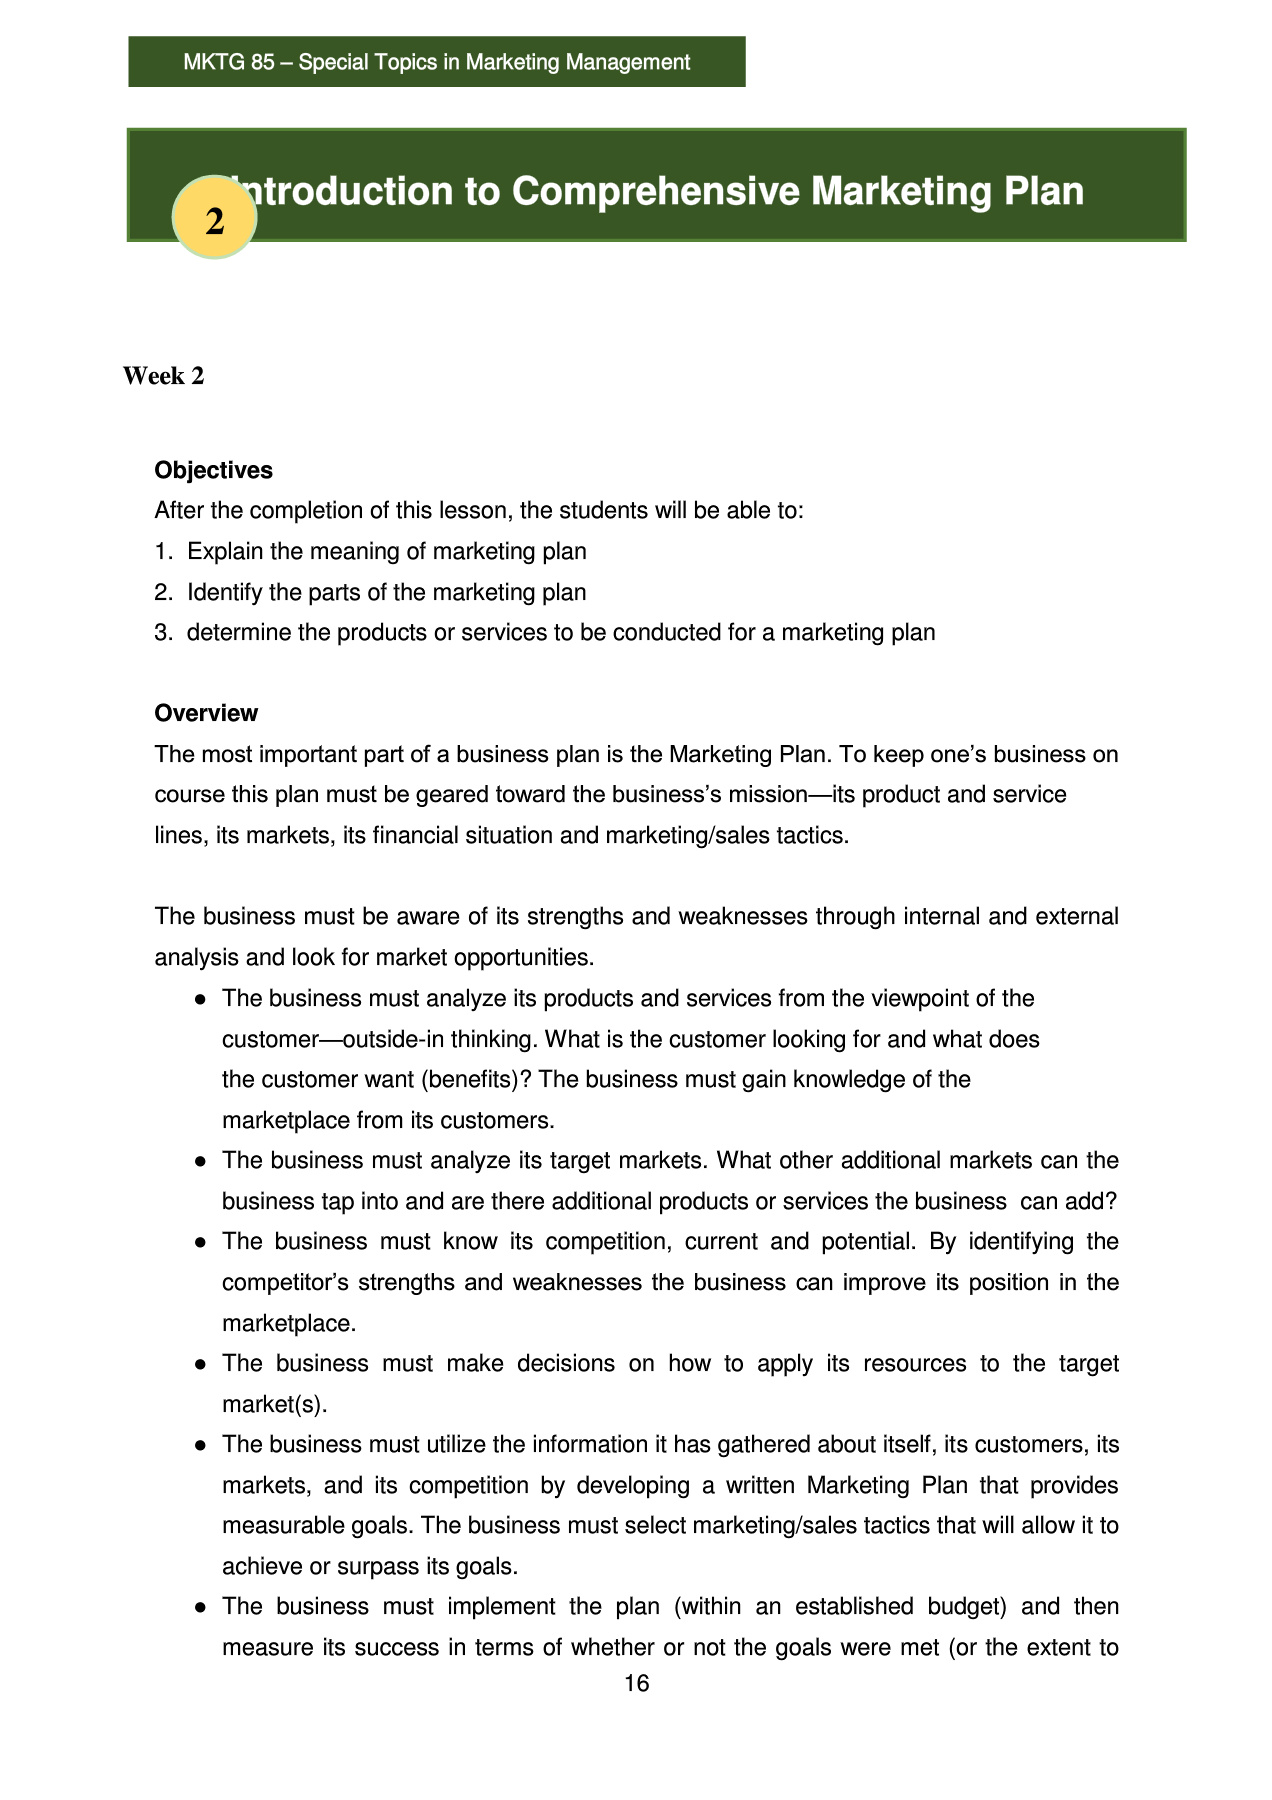 MKTG 85 – Special Topics in Marketing Management
Introduction to Comprehensive Marketing Plan
2
Week 2
Objectives
After the completion of this lesson, the students will be able to:
1. Explain the meaning of marketing plan
2. Identify the parts of the marketing plan
3. determine the products or services to be conducted for a marketing plan
Overview
The most important part of a business plan is the Marketing Plan. To keep one’s business on
course this plan must be geared toward the business’s mission—its product and service
lines, its markets, its financial situation and marketing/sales tactics.
The business must be aware of its strengths and weaknesses through internal and external
analysis and look for market opportunities.
● The business must analyze its products and services from the viewpoint of the
customer—outside-in thinking. What is the customer looking for and what does
the customer want (benefits)? The business must gain knowledge of the
marketplace from its customers.
● The business must analyze its target markets. What other additional markets can the
business tap into and are there additional products or services the business can add?
● The business must know its competition, current and potential. By identifying the
competitor’s strengths and weaknesses the business can improve its position in the
marketplace.
● The business must make decisions on how to apply its resources to the target
market(s).
● The business must utilize the information it has gathered about itself, its customers, its
markets, and its competition by developing a written Marketing Plan that provides
measurable goals. The business must select marketing/sales tactics that will allow it to
achieve or surpass its goals.
● The business must implement the plan (within an established budget) and then
measure its success in terms of whether or not the goals were met (or the extent to
16